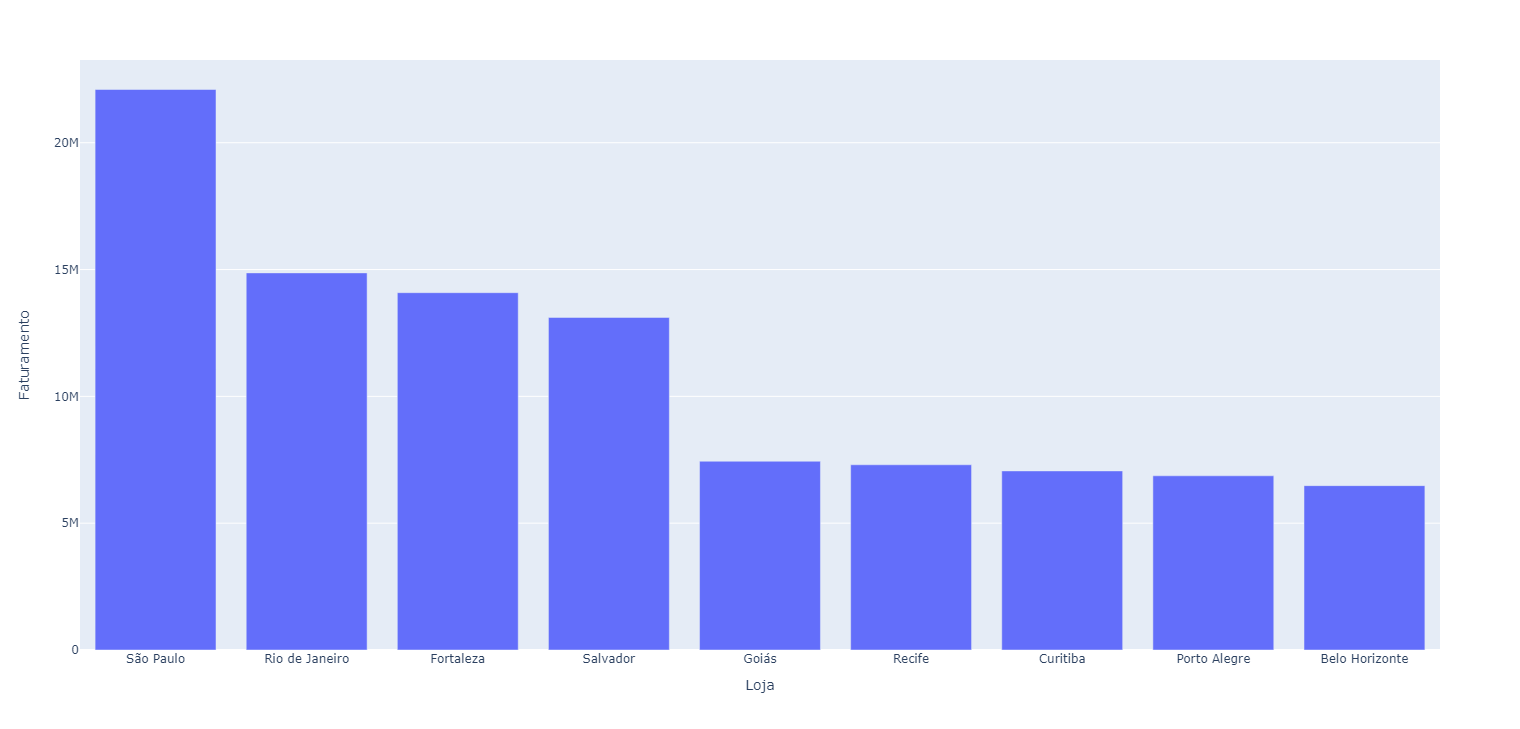 20M
15M
10M
5M
0
Faturamento
São Paulo Rio de Janeiro Fortaleza Salvador Goiás Recife Curitiba Porto Alegre Belo Horizonte
Loja